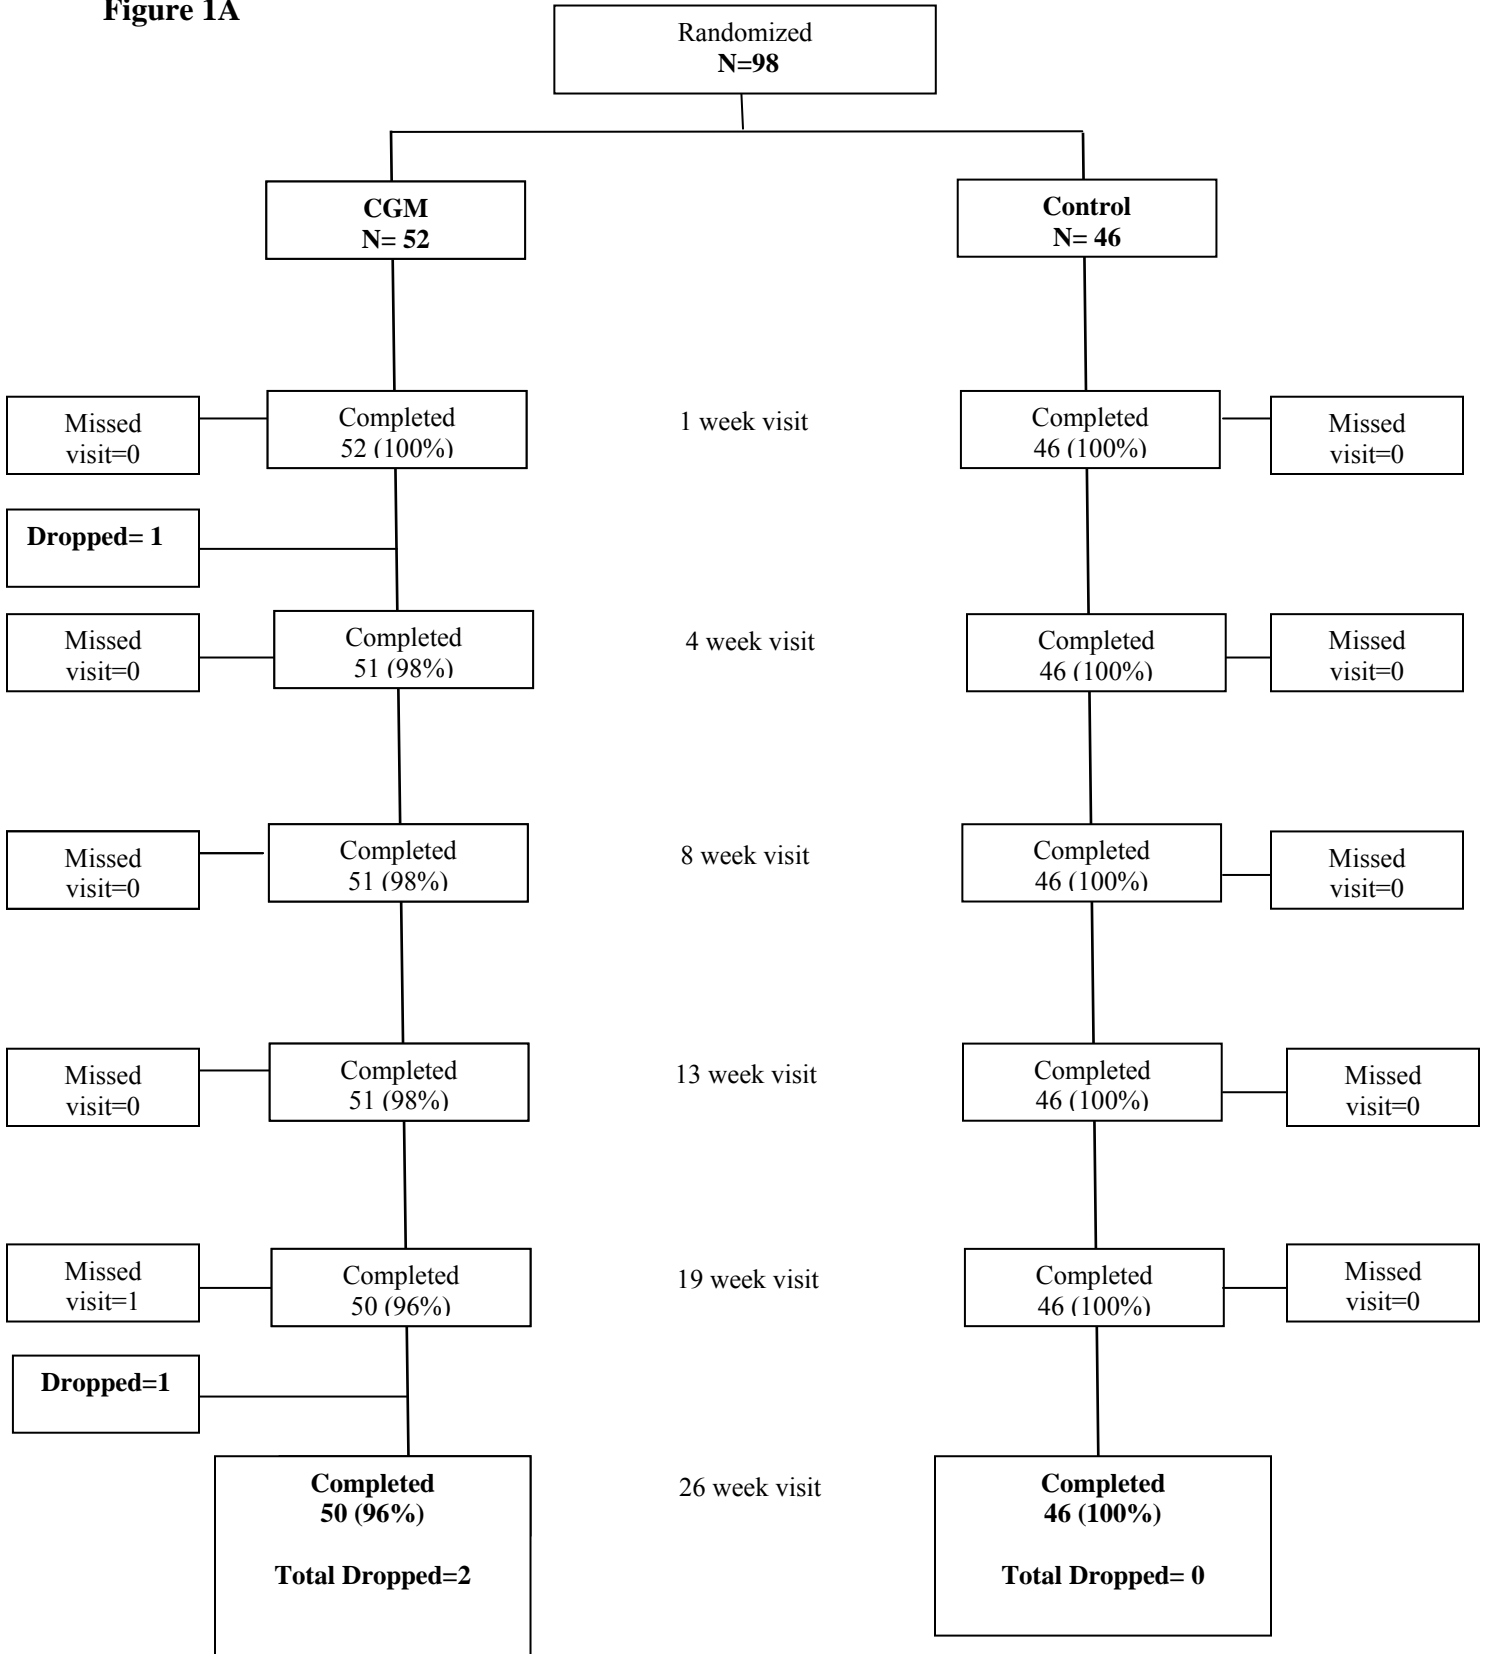 Figure 1A
Randomized
N=98
CGM
N= 52
Control
N= 46
Missed
visit=0
Completed
52 (100%)
1 week visit
Completed
46 (100%)
Missed
visit=0
Dropped= 1
Missed
visit=0
Completed
51 (98%)
4 week visit
Completed
46 (100%)
Missed
visit=0
Missed
visit=0
Completed
51 (98%)
8 week visit
Completed
46 (100%)
Missed
visit=0
Missed
visit=0
Completed
51 (98%)
13 week visit
Completed
46 (100%)
Missed
visit=0
Missed
visit=1
Completed
50 (96%)
19 week visit
Completed
46 (100%)
Missed
visit=0
Dropped=1
Completed
50 (96%)
Total Dropped=2
26 week visit
Completed
46 (100%)
Total Dropped= 0